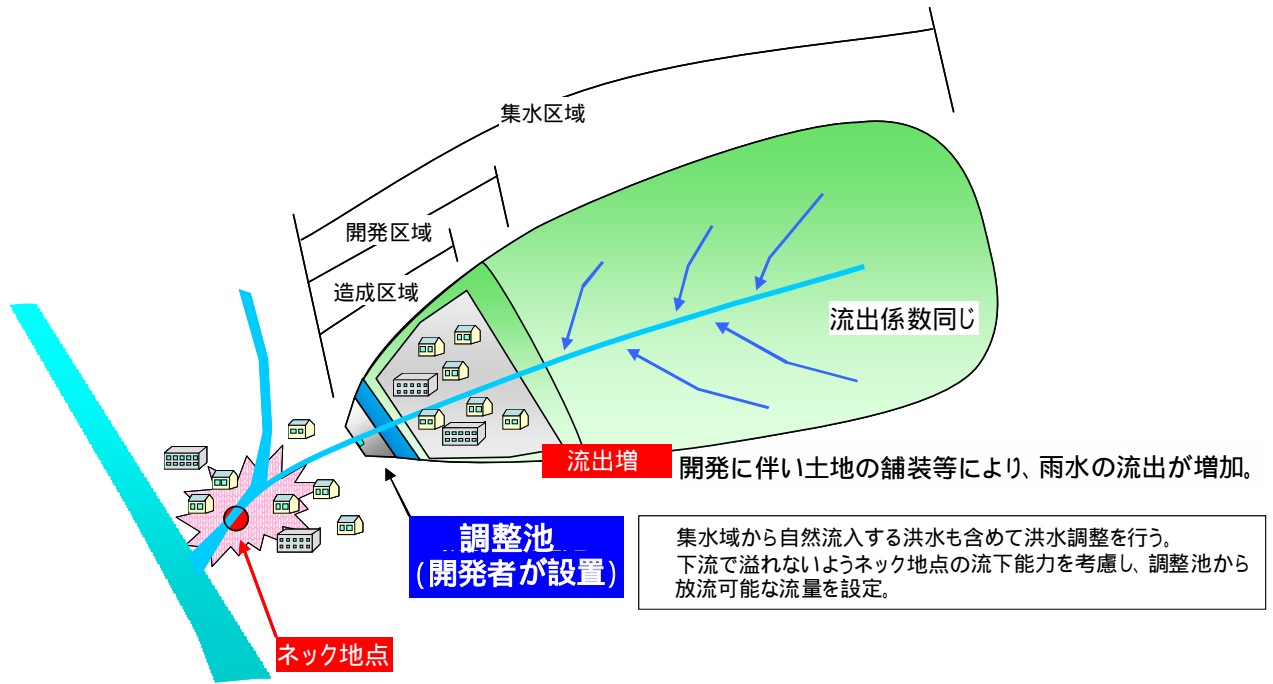 集水区域
開発区域
造成区域
流出係数同じ
流出増
開発に伴い土地の舗装等により、雨水の流出が増加。
調整池
(開発者が設置)
集水域から自然流入する洪水も含めて洪水調整を行う。
下流で溢れないようネック地点の流下能力を考慮し、調整池から
放流可能な流量を設定。
ネック地点